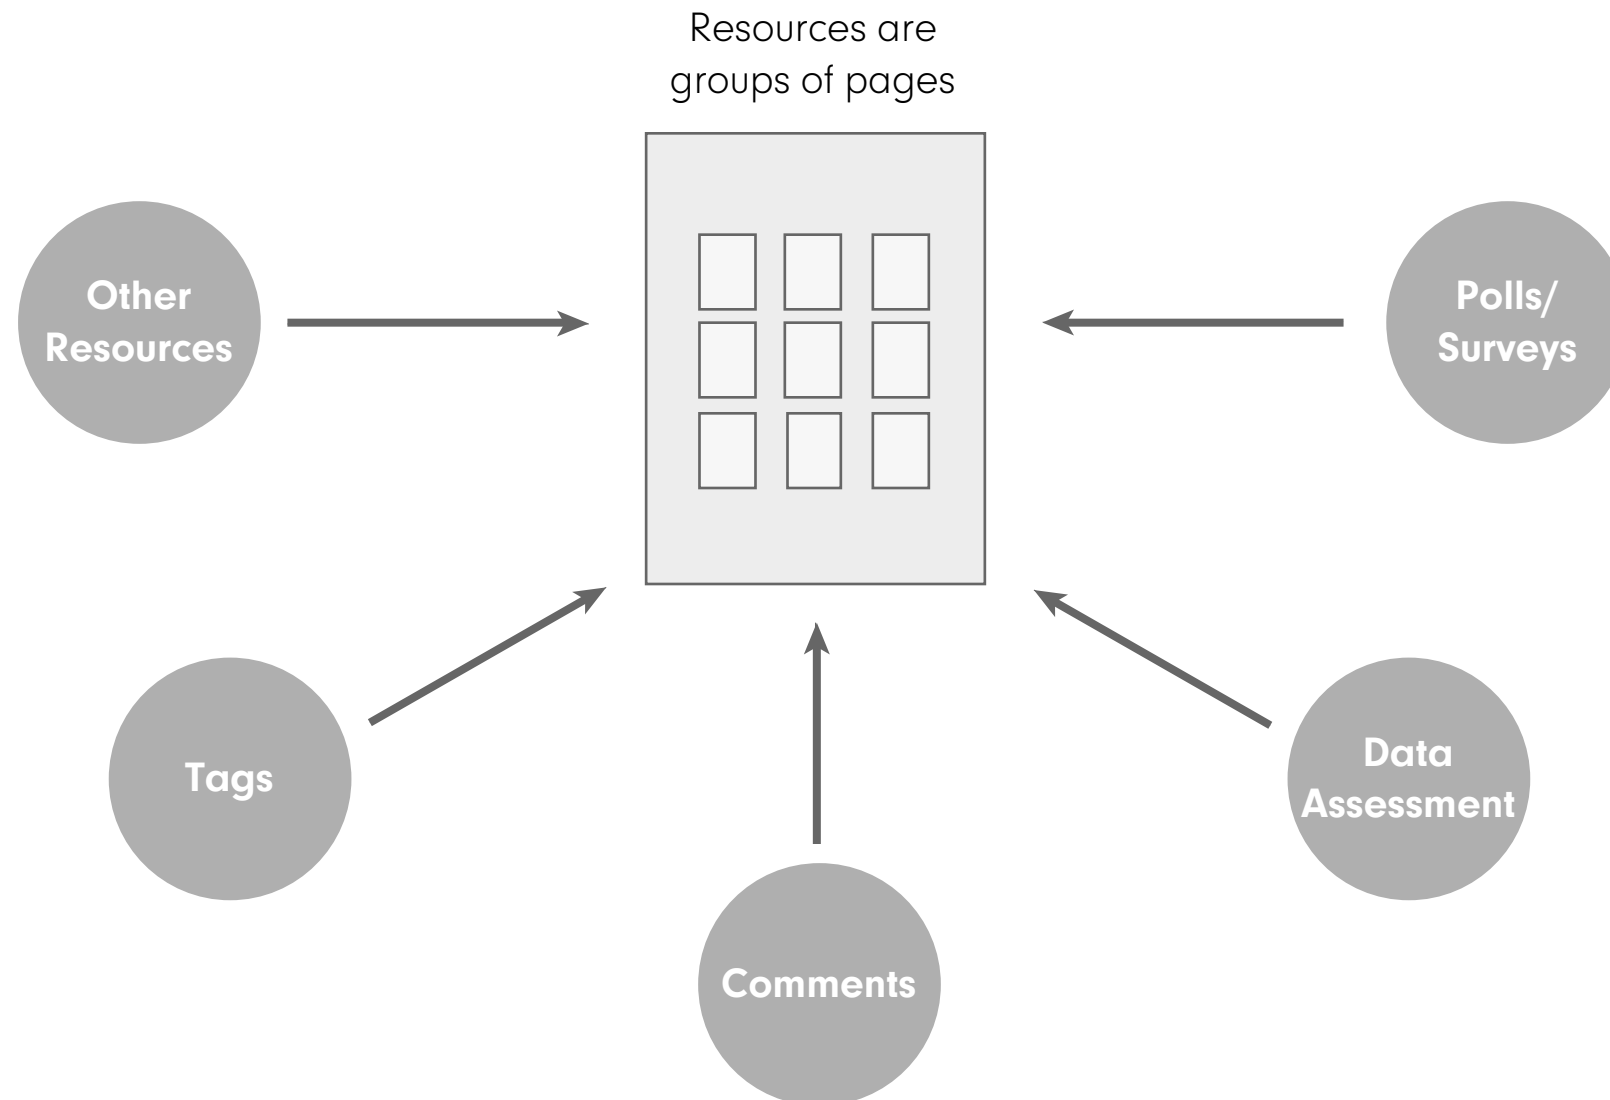 Resources are
groups of pages
Other
Resources
Polls/
Surveys
Tags
Data
Assessment
Comments